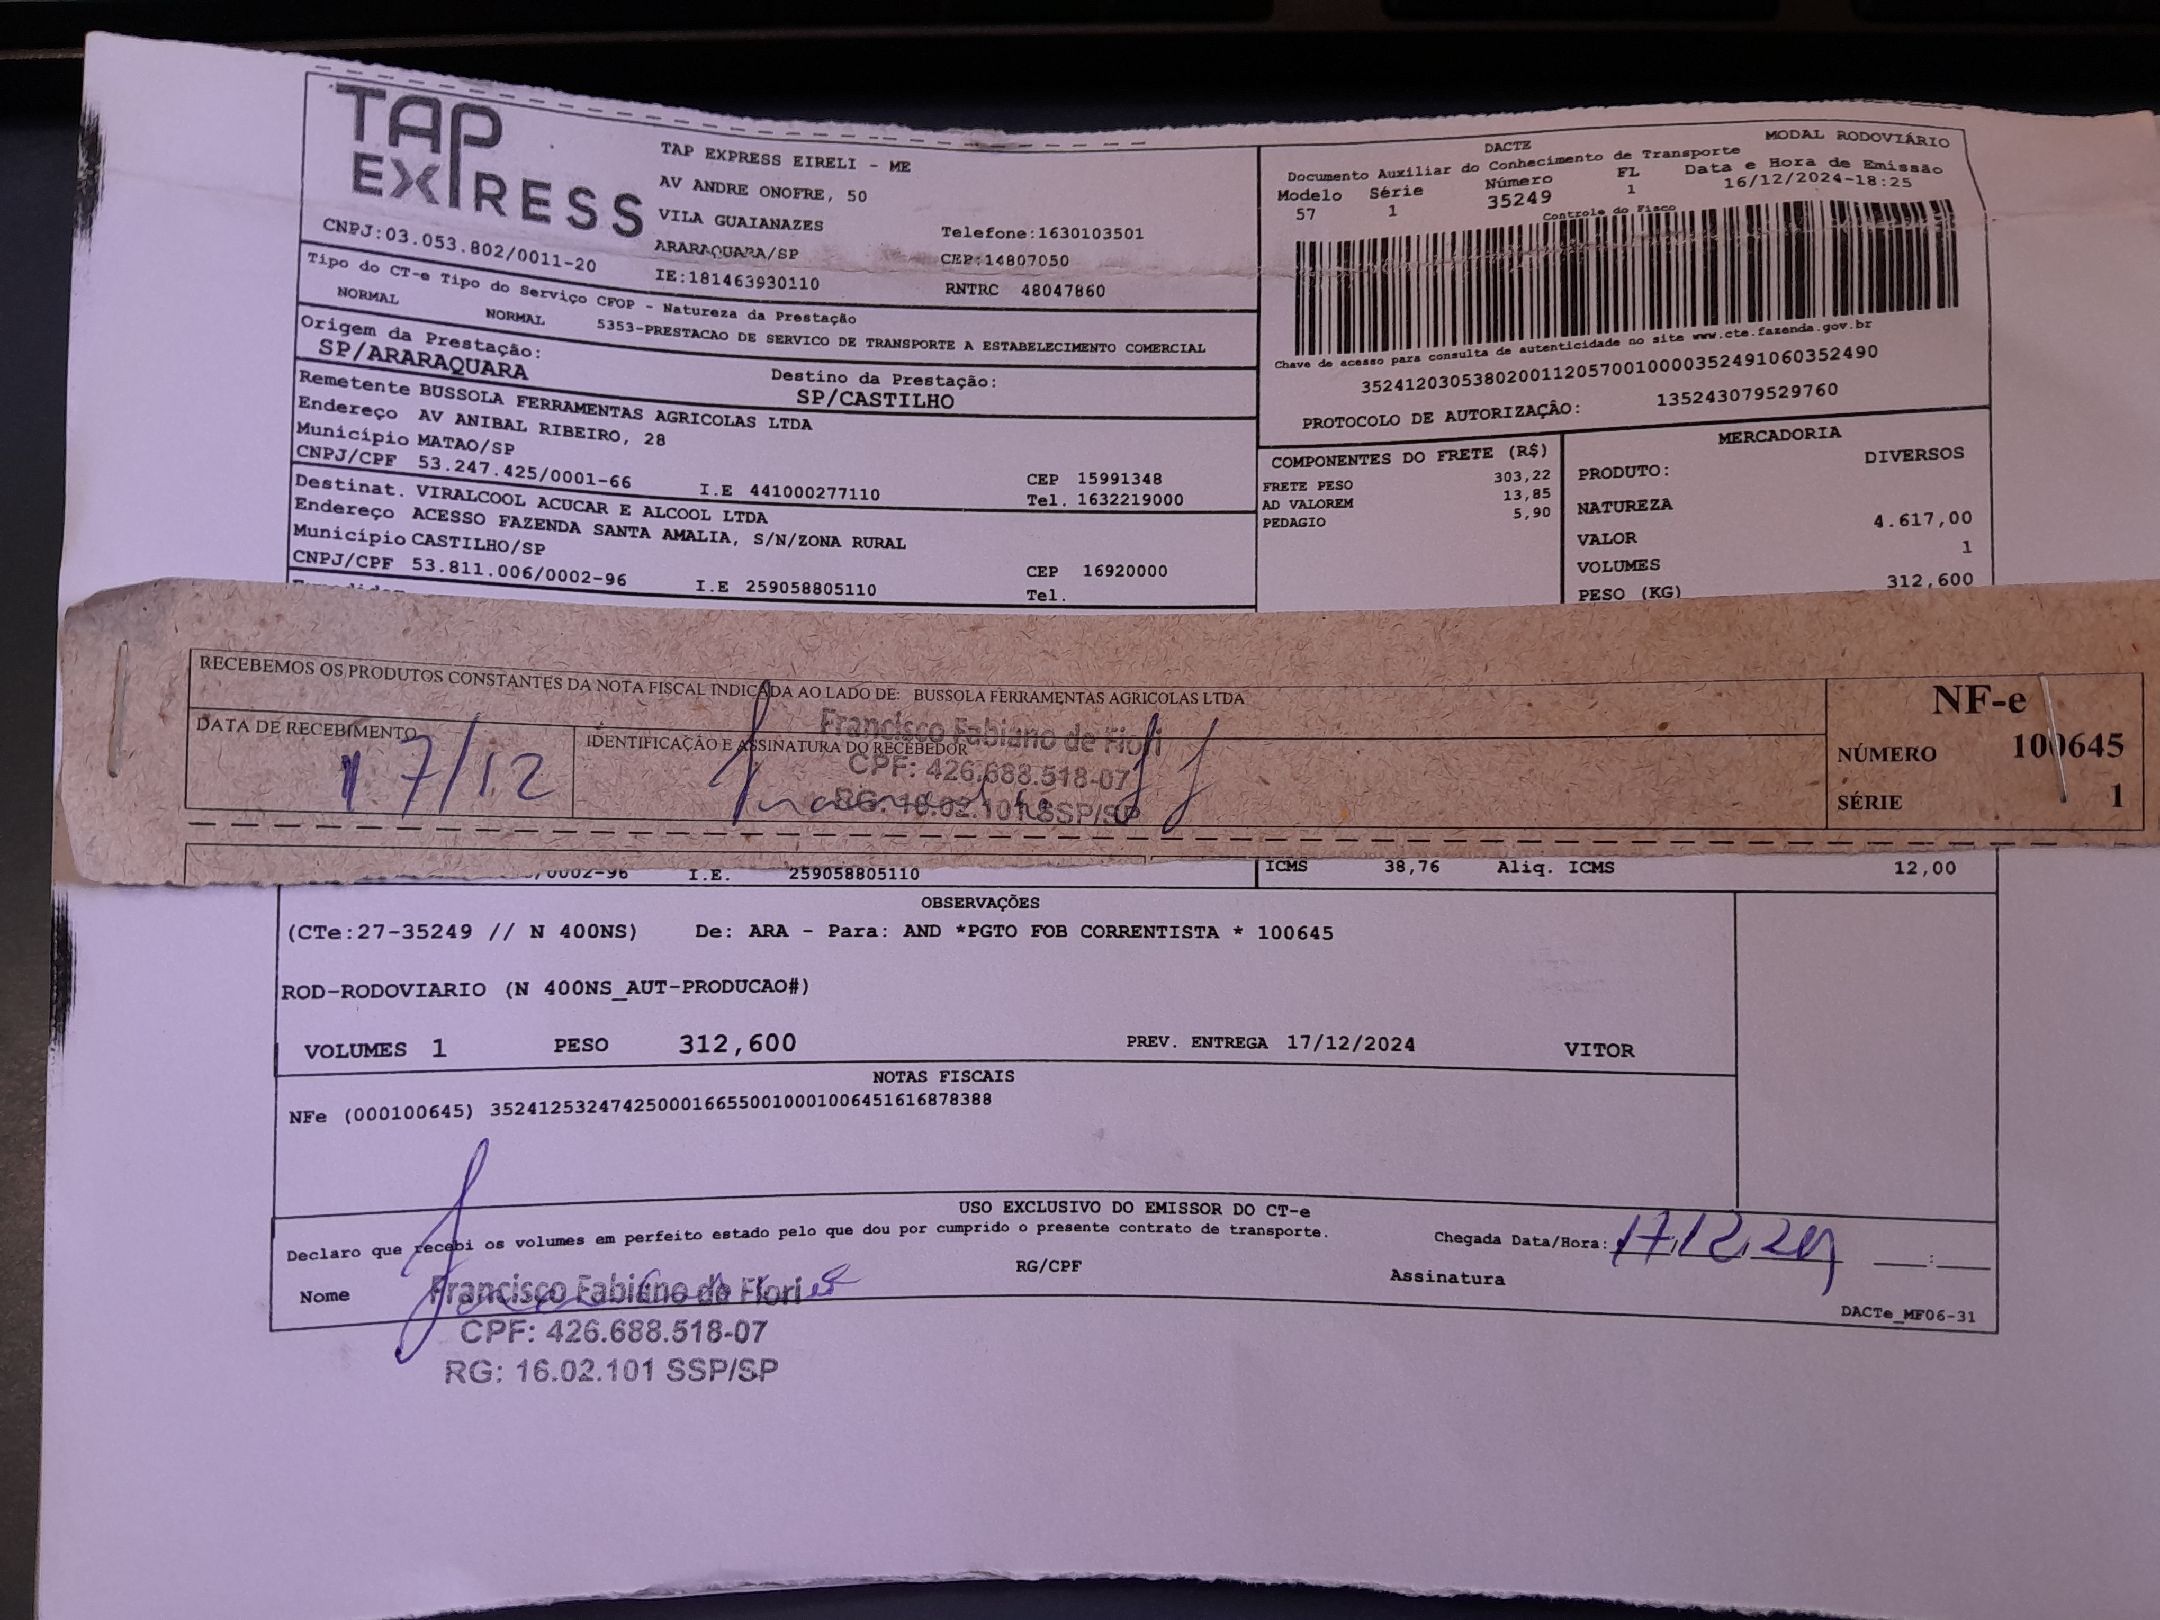 TAP EXPRESS
TAP EXPRESS EIRELI - ME
AV ANDRE ONOFRE, 50
VILA GUAIANAZES
Telefone:1630103501
ARARAQUARA/SP
CEP:14807050
CNPJ:03.053.802/0011-20
IE:181463930110
RNTRC 48047860
Tipo do CT-e Tipo do Serviço CFOP - Natureza da Prestação
NORMAL NORMAL 5353-PRESTACAO DE SERVICO DE TRANSPORTE A ESTABELECIMENTO COMERCIAL
Origem da Prestação:
SP/ARARAQUARA
Destino da Prestação:
SP/CASTILHO
Remetente BUSSOLA FERRAMENTAS AGRICOLAS LTDA
Endereço AV ANIBAL RIBEIRO, 28
Município MATAO/SP
CEP 15991348
CNPJ/CPF 53.247.425/0001-66 I.E 441000277110 Tel. 1632219000
Destinat. VIRALCOOL ACUCAR E ALCOOL LTDA
Endereço ACESSO FAZENDA SANTA AMALIA, S/N/ZONA RURAL
Município CASTILHO/SP
CEP 16920000
CNPJ/CPF 53.811.006/0002-96 I.E 259058805110 Tel.
DACTE
MODAL RODOVIÁRIO
Documento Auxiliar do Conhecimento de Transporte
Modelo Série Número FL Data e Hora de Emissão
57 1 35249 1 16/12/2024-18:25
Controle do Fisco
Chave de acesso para consulta de autenticidade no site www.cte.fazenda.gov.br
35241203053802001120570010000352491060352490
PROTOCOLO DE AUTORIZAÇÃO: 135243079529760
COMPONENTES DO FRETE (R$)
FRETE PESO 303,22
AD VALOREM 13,85
PEDAGIO 5,90
MERCADORIA
PRODUTO: DIVERSOS
NATUREZA
VALOR 4.617,00
VOLUMES 1
PESO (KG) 312,600
RECEBEMOS OS PRODUTOS CONSTANTES DA NOTA FISCAL INDICADA AO LADO DE: BUSSOLA FERRAMENTAS AGRICOLAS LTDA
DATA DE RECEBIMENTO
17/12
IDENTIFICAÇÃO E ASSINATURA DO RECEBEDOR
Francisco Fabiano de Fiori
CPF: 426.688.518-07
RG: 16.02.101 SSP/SP
NF-e
NÚMERO 100645
SÉRIE 1
/0002-96 I.E. 259058805110
ICMS 38,76 Aliq. ICMS 12,00
OBSERVAÇÕES
(CTe:27-35249 // N 400NS) De: ARA - Para: AND *PGTO FOB CORRENTISTA * 100645
ROD-RODOVIARIO (N 400NS_AUT-PRODUCAO#)
VOLUMES 1 PESO 312,600 PREV. ENTREGA 17/12/2024 VITOR
NOTAS FISCAIS
NFe (000100645) 35241253247425000166550010001006451616878388
USO EXCLUSIVO DO EMISSOR DO CT-e
Declaro que recebi os volumes em perfeito estado pelo que dou por cumprido o presente contrato de transporte.
Chegada Data/Hora: 17.12.24 :
Nome RG/CPF Assinatura
Francisco Fabiano de Fiori
CPF: 426.688.518-07
RG: 16.02.101 SSP/SP
DACTe_MF06-31